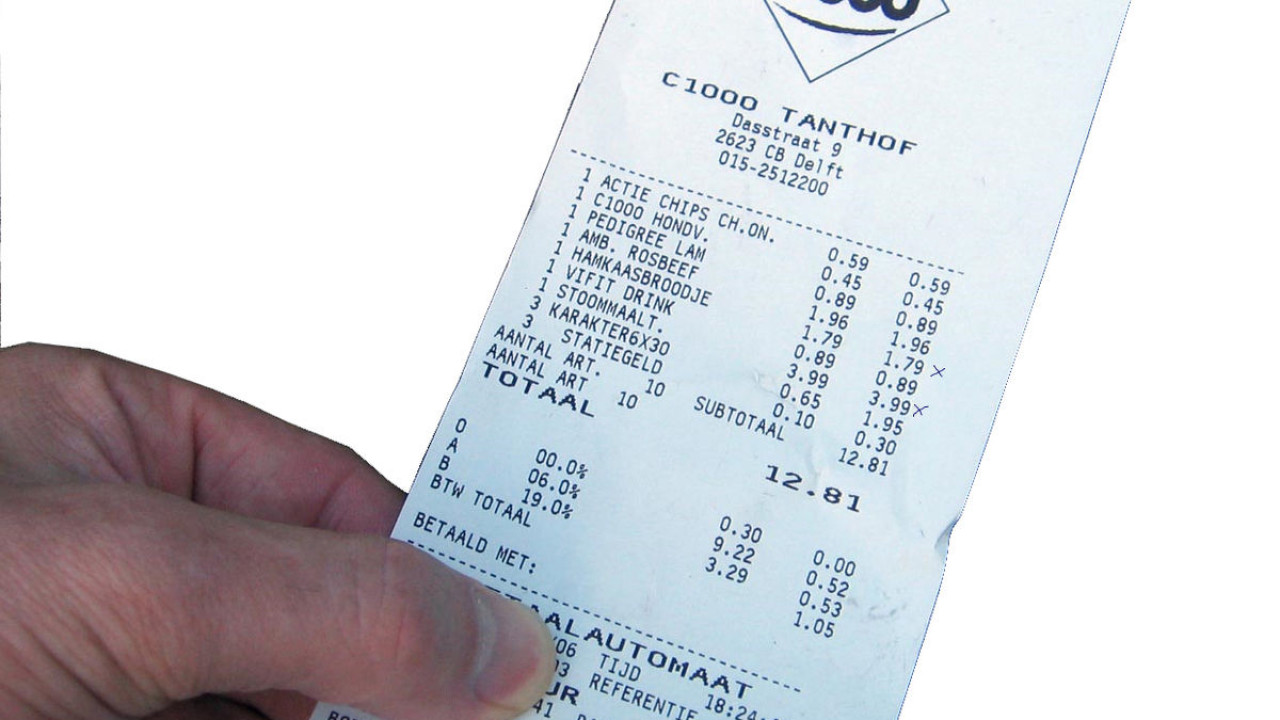 C1000 TANTHOF
Dasstraat 9
2623 CB Delft
015-2512200
1 ACTIE CHIPS CH.ON. 0.59 0.59
1 C1000 HONDV. 0.45 0.45
1 PEDIGREE LAM 0.89 0.89
1 AMB. ROSBEEF 1.96 1.96
1 HAMKAASBROODJE 1.79 1.79 x
1 VIFIT DRINK 0.89 0.89
1 STOOMMAALT. 3.99 3.99 x
3 KARAKTER6X30 0.65 1.95
3 STATIEGELD 0.10 0.30
AANTAL ART. 10 SUBTOTAAL 12.81
AANTAL ART 10
TOTAAL 12.81
0 00.0% 0.30 0.00
A 06.0% 9.22 0.52
B 19.0% 3.29 0.53
BTW TOTAAL 1.05
BETAALD MET:
TAALAUTOMAAT
/06 TIJD 18:24
REFERENTIE
41